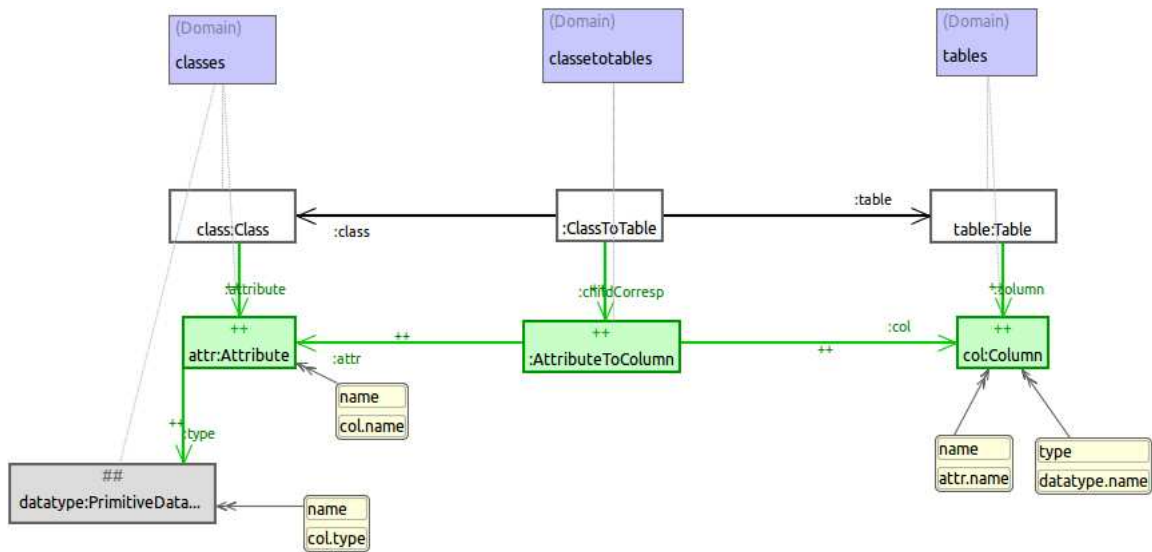 (Domain)
classes
(Domain)
classetotables
(Domain)
tables
class:Class
:class
:ClassToTable
:table
table:Table
:attribute
++
:childCorresp
++
:column
++
attr:Attribute
:attr
++
++
:AttributeToColumn
++
:col
++
col:Column
name
col.name
++
:type
##
datatype:PrimitiveData...
name
col.type
name
attr.name
type
datatype.name